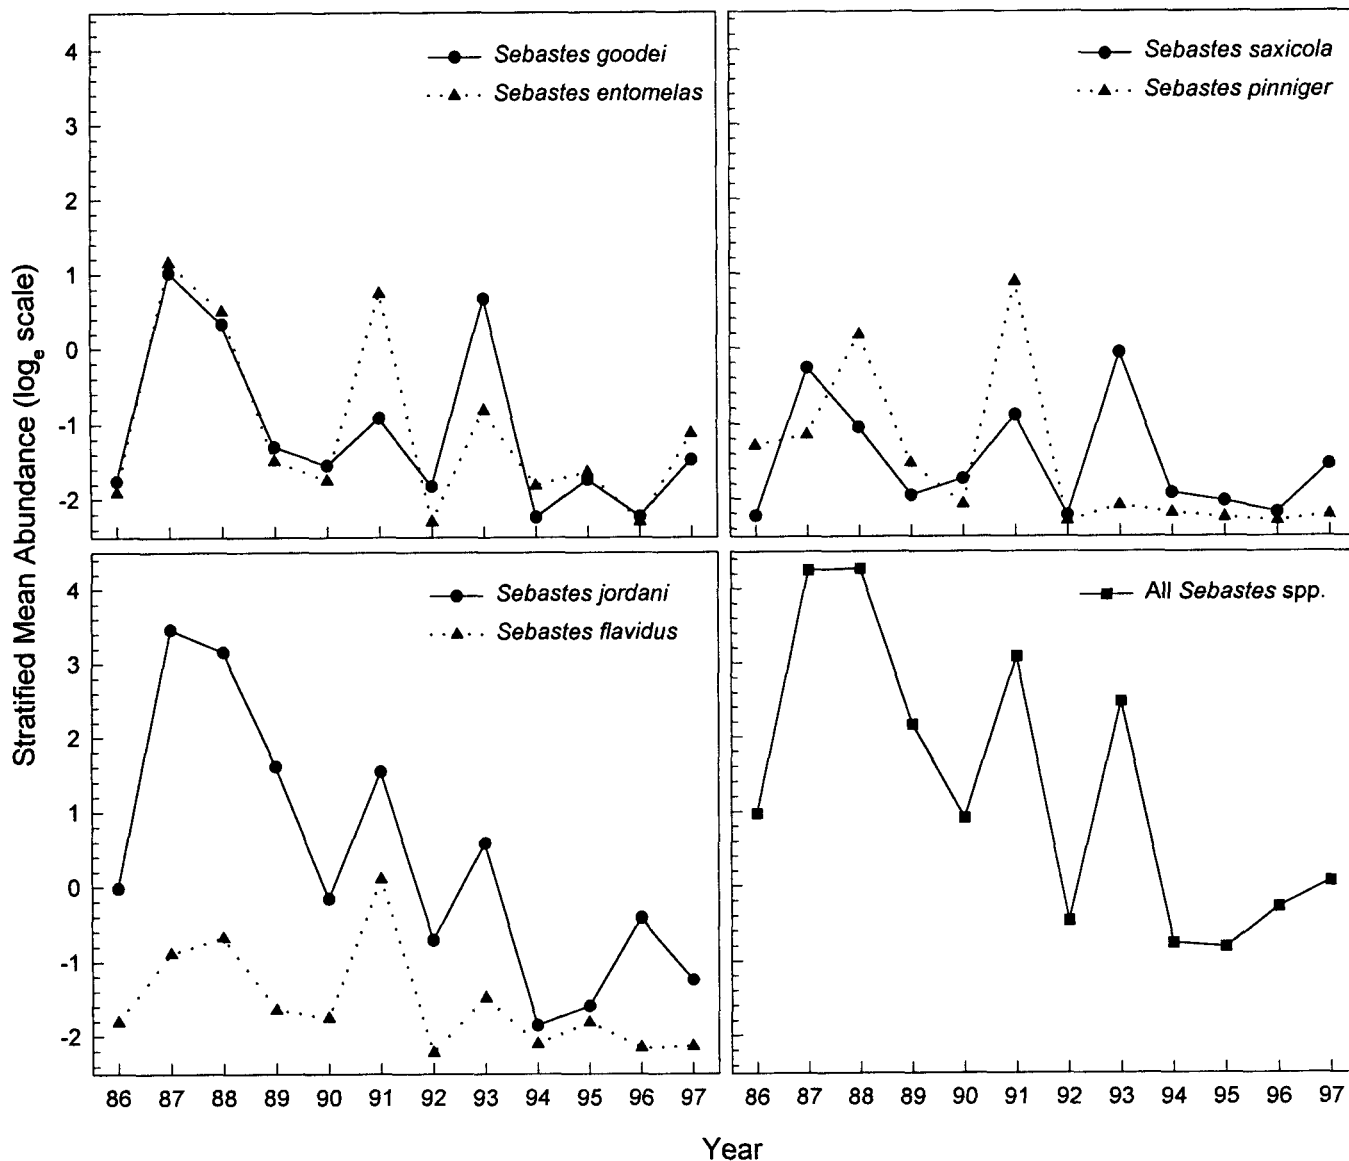 Stratified Mean Abundance (logₑ scale)
4
3
2
1
0
-1
-2
Sebastes goodei
Sebastes entomelas
Sebastes saxicola
Sebastes pinniger
4
3
2
1
0
-1
-2
Sebastes jordani
Sebastes flavidus
All Sebastes spp.
86 87 88 89 90 91 92 93 94 95 96 97
86 87 88 89 90 91 92 93 94 95 96 97
Year